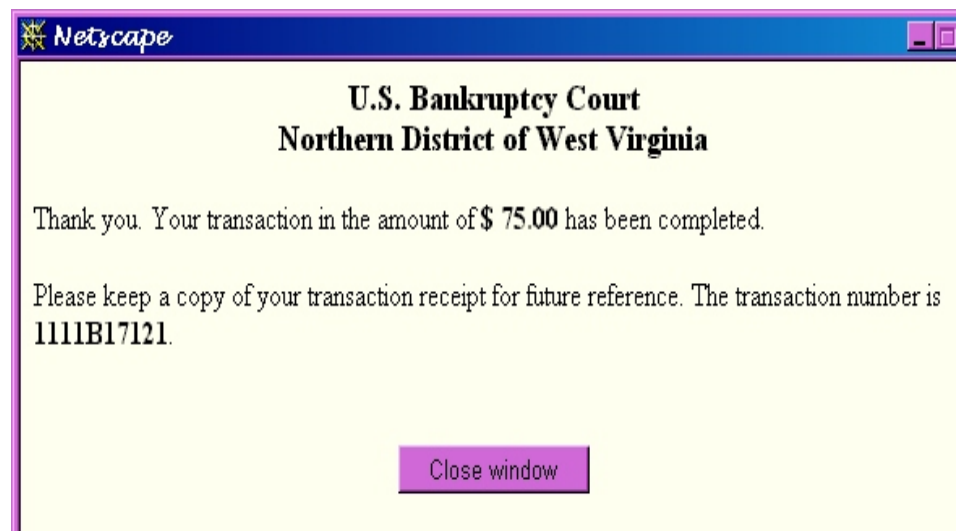 Netscape
U.S. Bankruptcy Court
Northern District of West Virginia
Thank you. Your transaction in the amount of $ 75.00 has been completed.
Please keep a copy of your transaction receipt for future reference. The transaction number is
1111B17121.
Close window